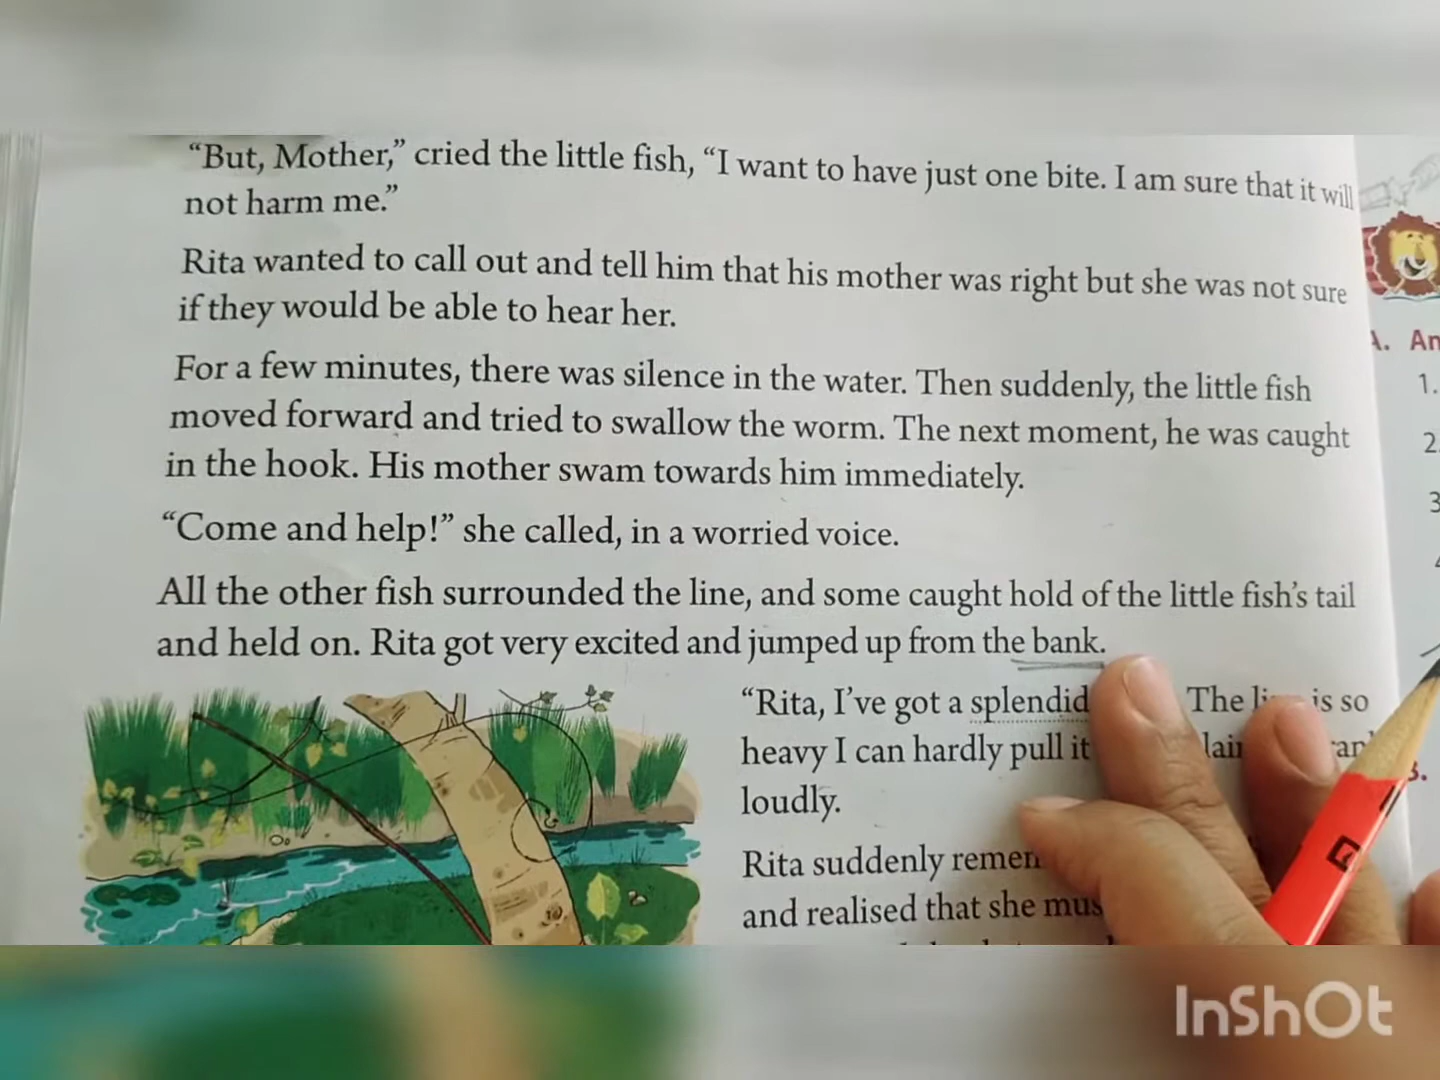 “But, Mother,” cried the little fish, “I want to have just one bite. I am sure that it will
not harm me.”
Rita wanted to call out and tell him that his mother was right but she was not sure
if they would be able to hear her.
For a few minutes, there was silence in the water. Then suddenly, the little fish
moved forward and tried to swallow the worm. The next moment, he was caught
in the hook. His mother swam towards him immediately.
“Come and help!” she called, in a worried voice.
All the other fish surrounded the line, and some caught hold of the little fish’s tail
and held on. Rita got very excited and jumped up from the bank.
“Rita, I’ve got a splendid The is so
heavy I can hardly pull it
loudly.
Rita suddenly
and realised that she
A.
1.
2.
3
B.
InShOt